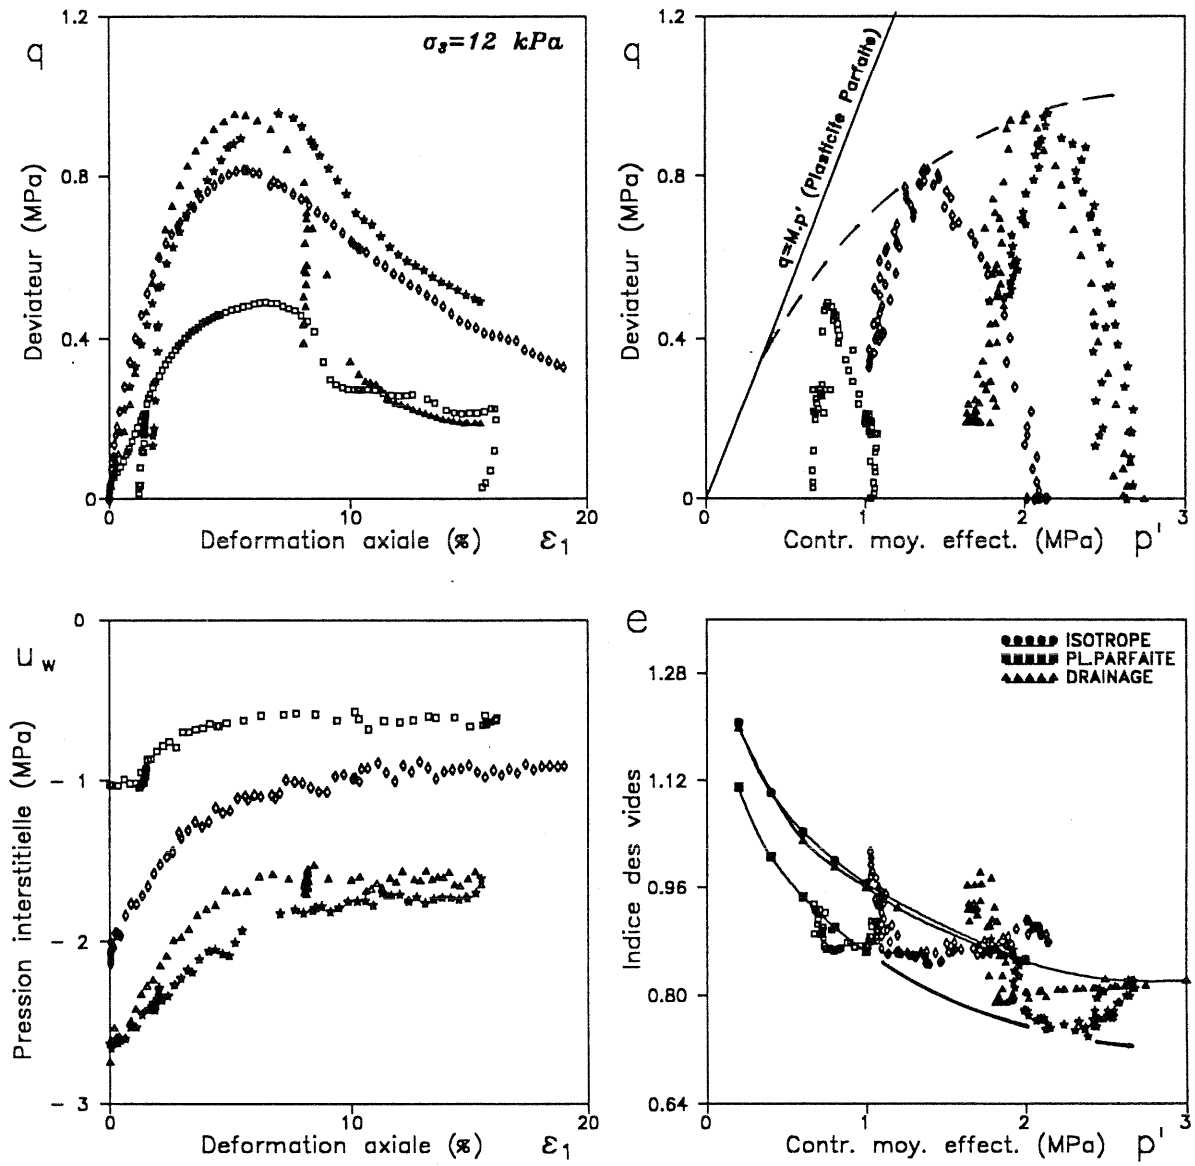 1.2
q
σ₃=12 kPa
0.8
Deviateur (MPa)
0.4
0
0
10
20
Deformation axiale (%) ε₁
1.2
q
q=M.p' (Plasticite Parfaite)
0.8
Deviateur (MPa)
0.4
0
0
1
2
3
Contr. moy. effect. (MPa) p'
0
u w
- 1
Pression interstitielle (MPa)
- 2
- 3
0
10
20
Deformation axiale (%) ε₁
e
ISOTROPE
PL.PARFAITE
DRAINAGE
1.28
1.12
Indice des vides
0.96
0.80
0.64
0
1
2
3
Contr. moy. effect. (MPa) p'